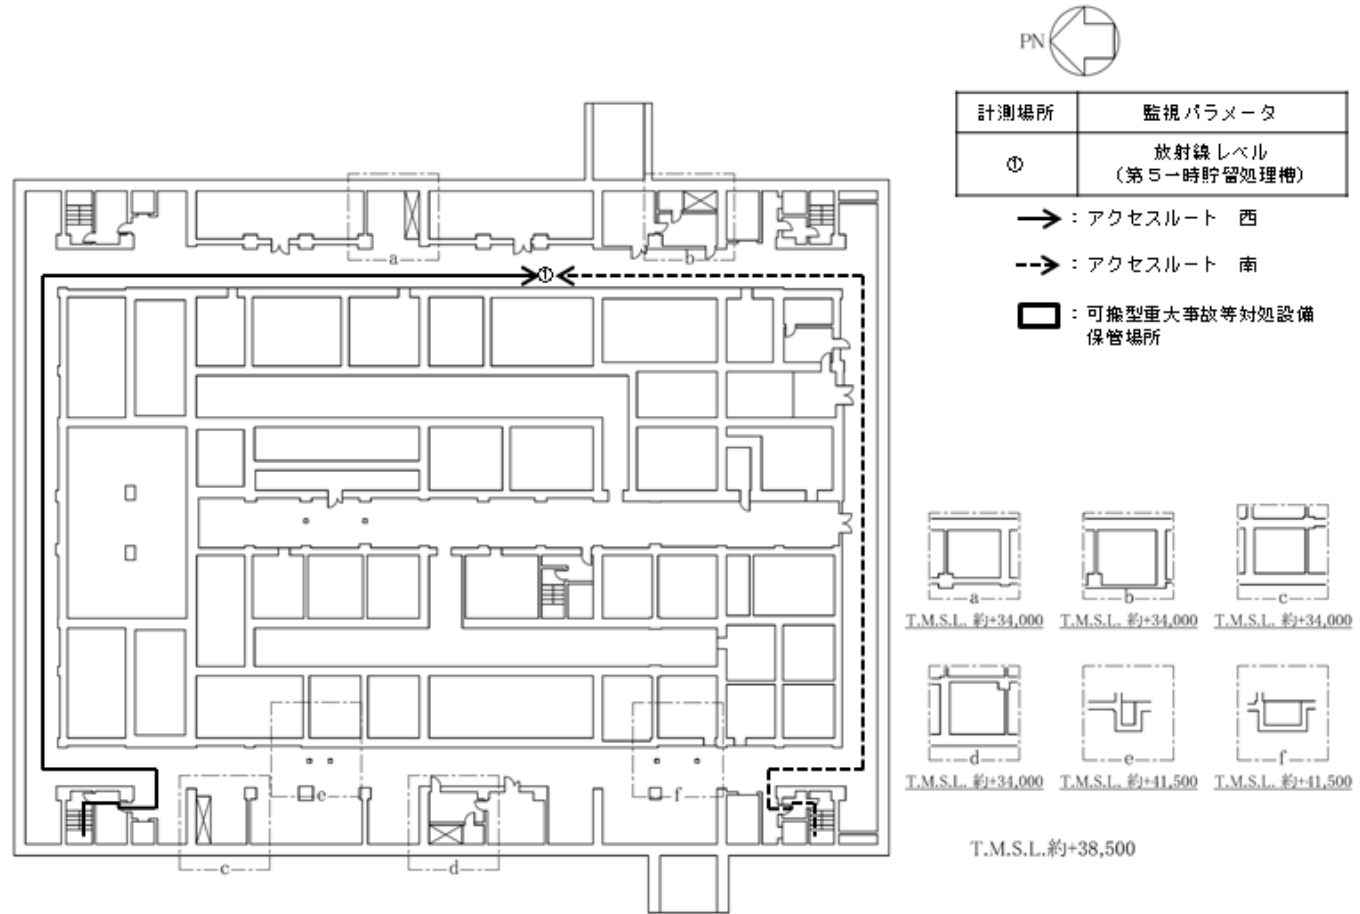 PN
計測場所
監視パラメータ
①
放射線レベル
(第5一時貯留処理槽)
：アクセスルート 西
：アクセスルート 南
：可搬型重大事故等対処設備
保管場所
a
b
①
e
f
c
d
a
b
c
T.M.S.L. 約+34,000
T.M.S.L. 約+34,000
T.M.S.L. 約+34,000
d
e
f
T.M.S.L. 約+34,000
T.M.S.L. 約+41,500
T.M.S.L. 約+41,500
T.M.S.L.約+38,500